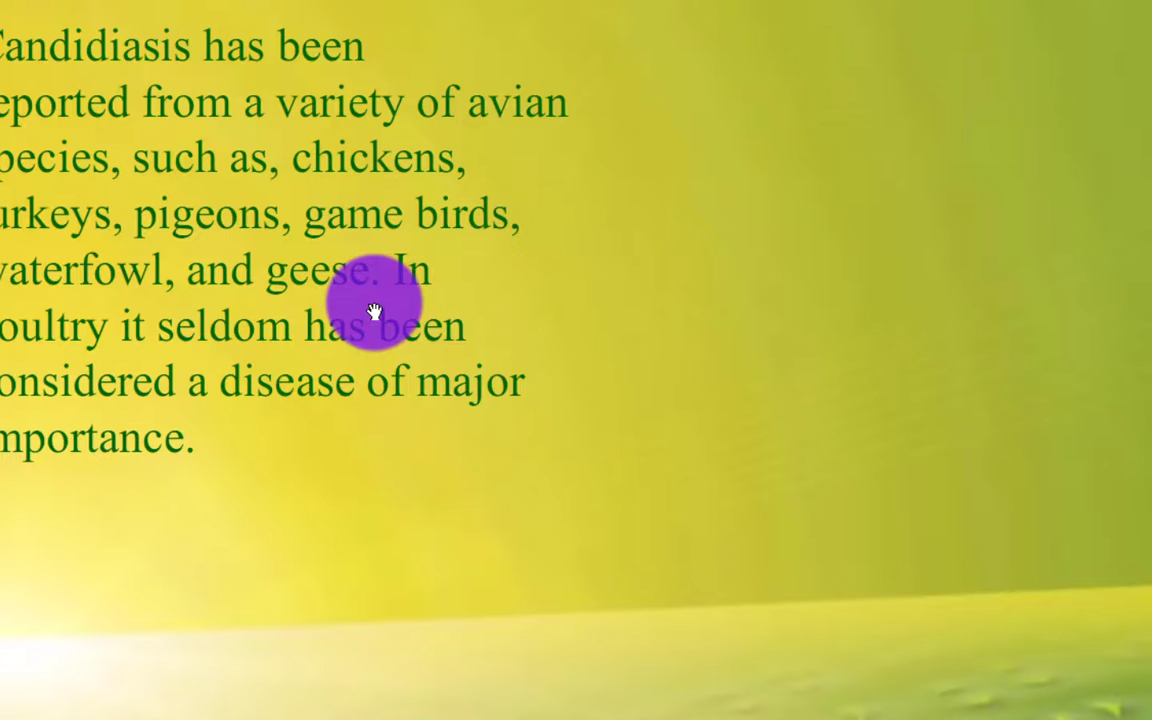 Candidiasis has been
eported from a variety of avian
pecies, such as, chickens,
urkeys, pigeons, game birds,
vaterfowl, and geese. In
oultry it seldom has been
onsidered a disease of major
mportance.